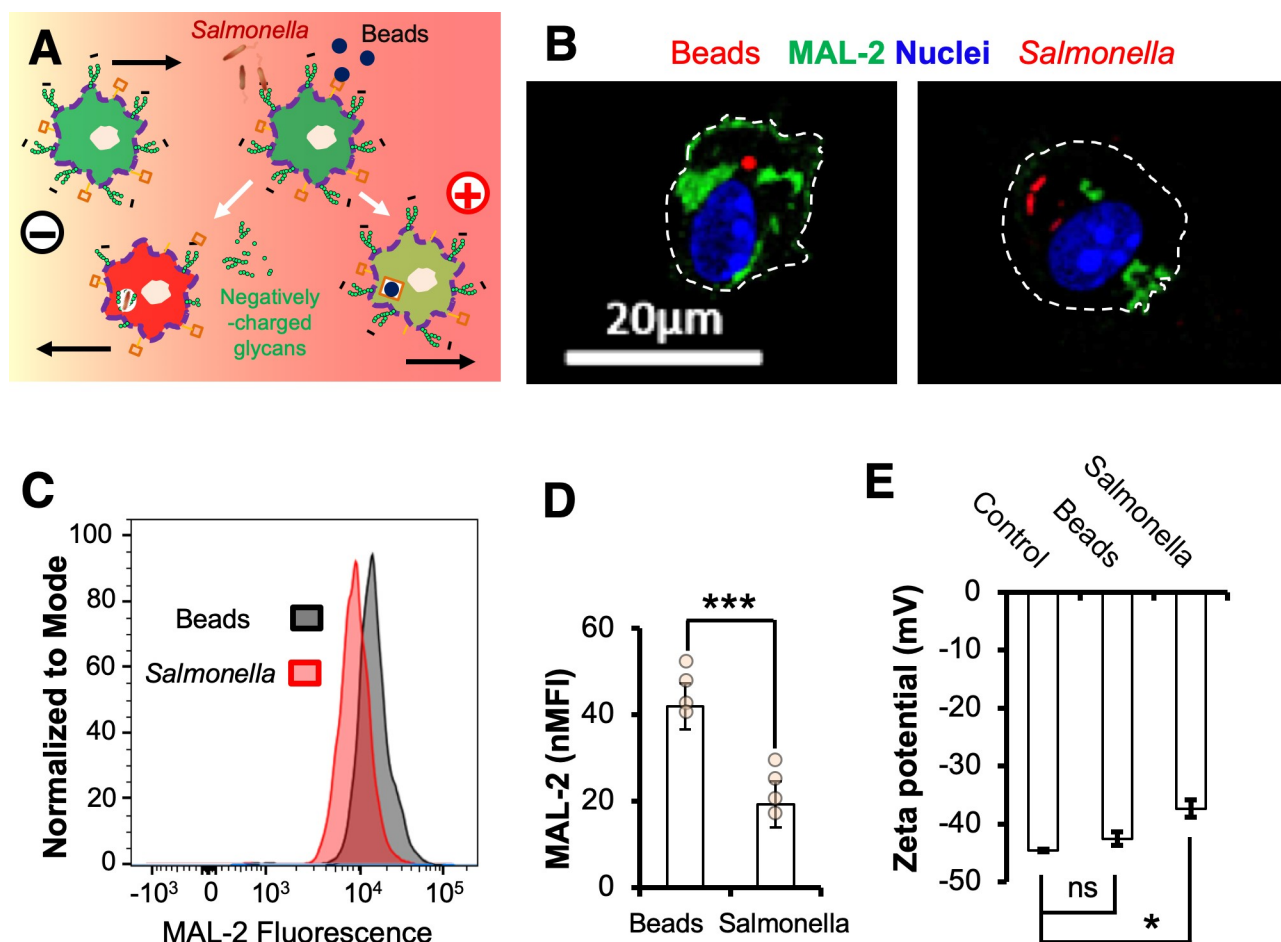 A
Salmonella
Beads
+
−
Negatively
-charged
glycans
B
Beads MAL-2 Nuclei Salmonella
20μm
C
Normalized to Mode
100
80
60
40
20
0
Beads
Salmonella
-10³ 0 10³ 10⁴ 10⁵
MAL-2 Fluorescence
D
MAL-2 (nMFI)
60
40
20
0
***
Beads Salmonella
E
Control
Beads
Salmonella
Zeta potential (mV)
0
-10
-20
-30
-40
-50
ns
*